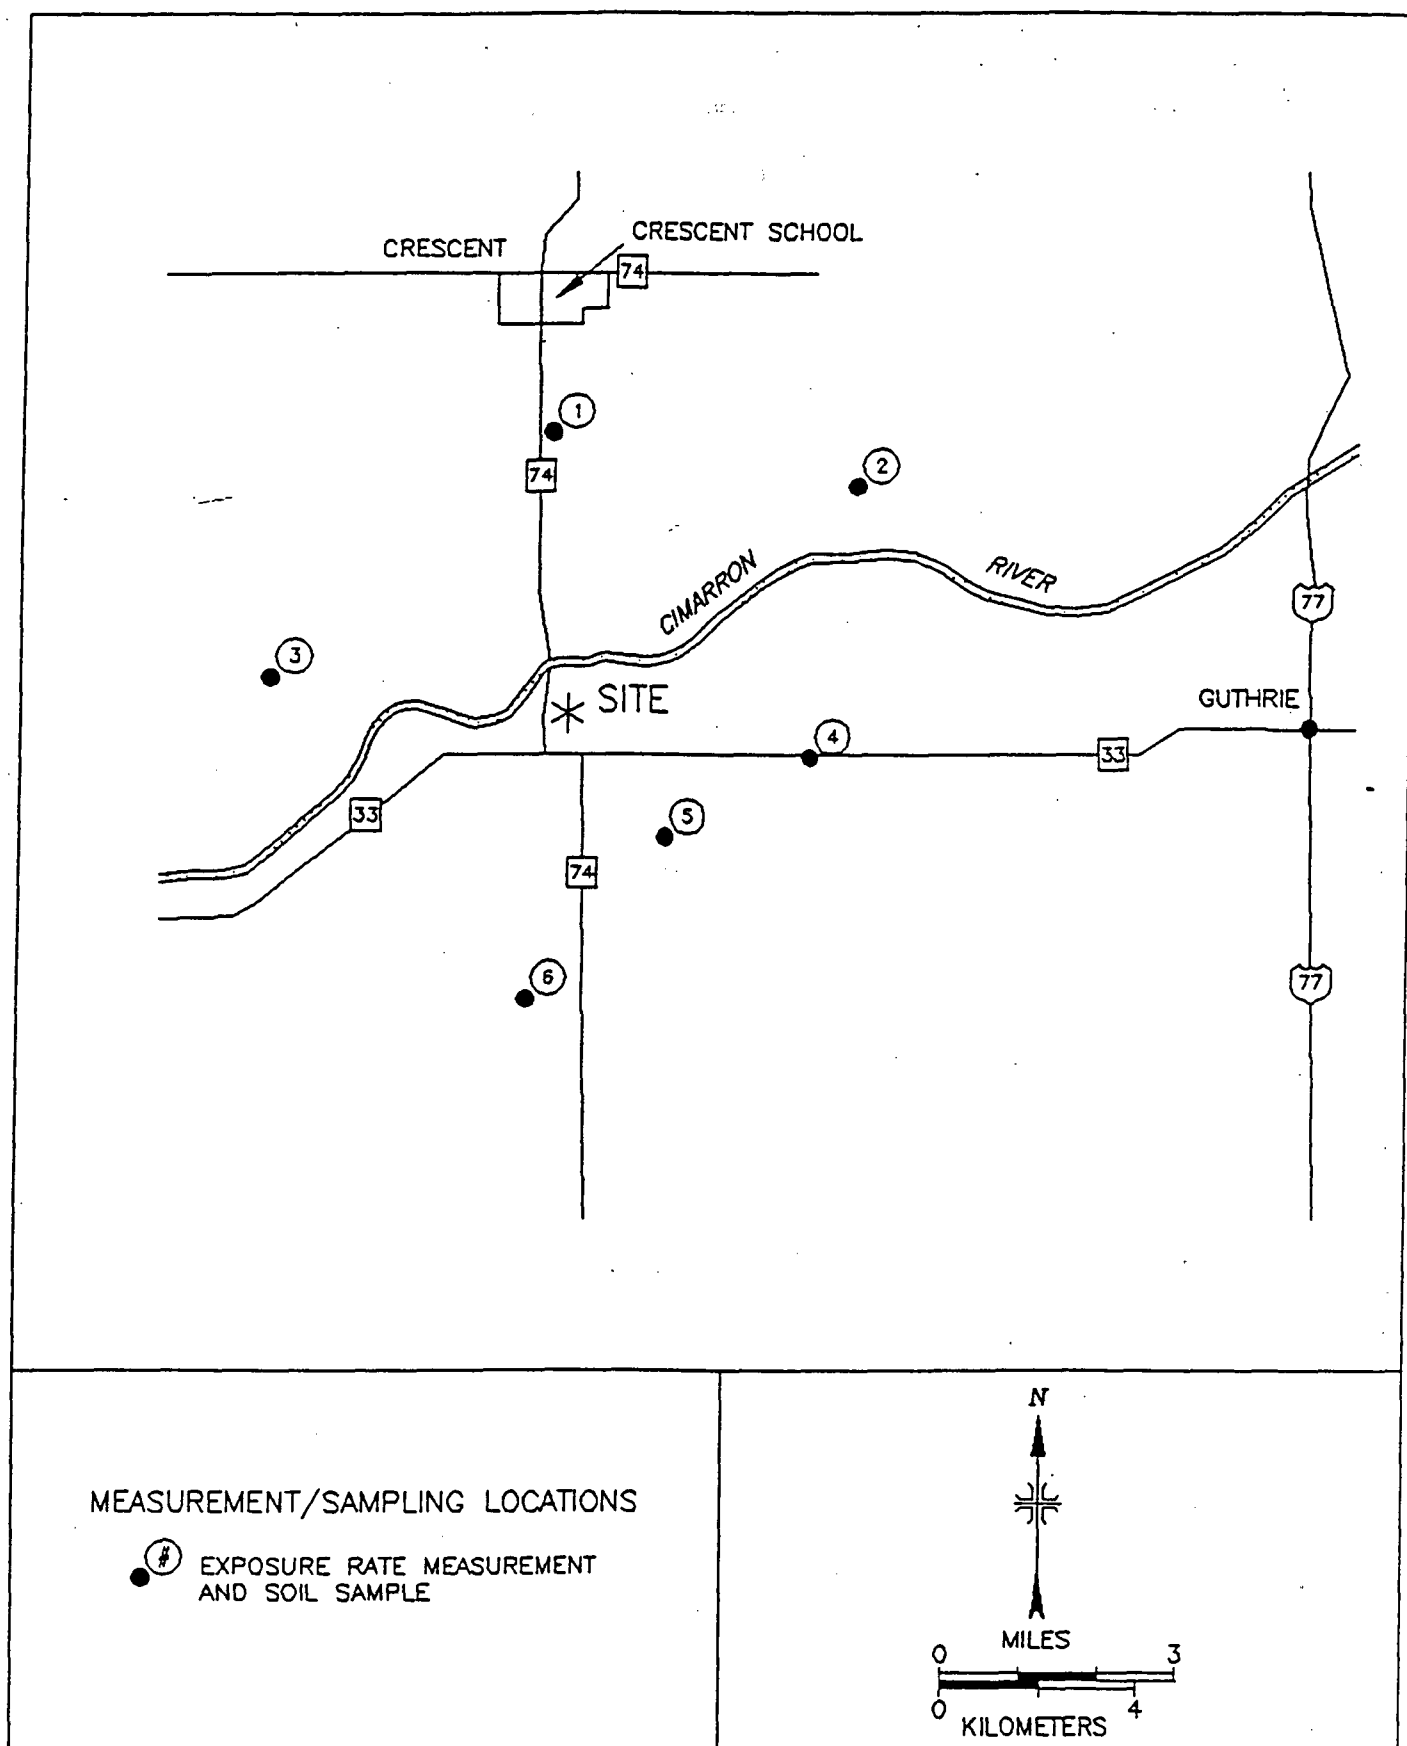 CRESCENT
CRESCENT SCHOOL
74
1
74
2
CIMARRON
RIVER
77
3
SITE
GUTHRIE
4
33
33
5
74
6
77
MEASUREMENT/SAMPLING LOCATIONS
# EXPOSURE RATE MEASUREMENT
AND SOIL SAMPLE
N
MILES
0 3
0 4
KILOMETERS